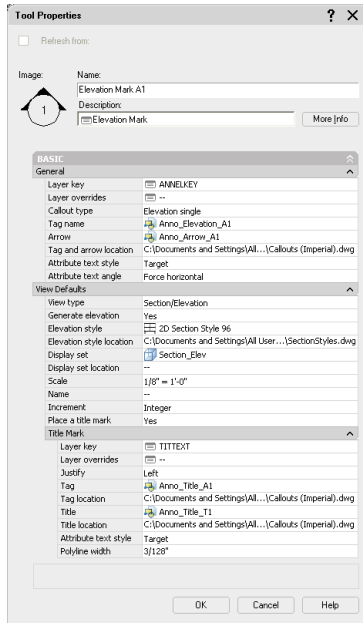 Tool Properties
Refresh from:
Image:
Name:
1
Elevation Mark A1
Description:
Elevation Mark
More Info
BASIC
General
Layer key ANNELKEY
Layer overrides --
Callout type Elevation single
Tag name Anno_Elevation_A1
Arrow Anno_Arrow_A1
Tag and arrow location C:\Documents and Settings\All...\Callouts (Imperial).dwg
Attribute text style Target
Attribute text angle Force horizontal
View Defaults
View type Section/Elevation
Generate elevation Yes
Elevation style 2D Section Style 96
Elevation style location C:\Documents and Settings\All User...\SectionStyles.dwg
Display set Section_Elev
Display set location --
Scale 1/8" = 1'-0"
Name --
Increment Integer
Place a title mark Yes
Title Mark
Layer key TITTEXT
Layer overrides --
Justify Left
Tag Anno_Title_A1
Tag location C:\Documents and Settings\All...\Callouts (Imperial).dwg
Title Anno_Title_T1
Title location C:\Documents and Settings\All...\Callouts (Imperial).dwg
Attribute text style Target
Polyline width 3/128"
OK Cancel Help